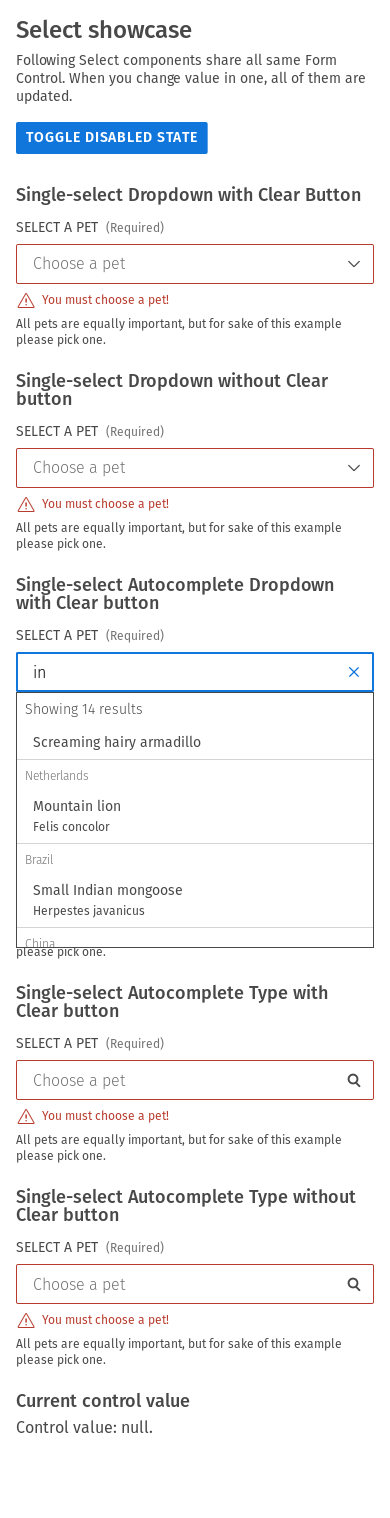 Select showcase
Following Select components share all same Form
Control. When you change value in one, all of them are
updated.
TOGGLE DISABLED STATE
Single-select Dropdown with Clear Button
SELECT A PET (Required)
Choose a pet
You must choose a pet!
All pets are equally important, but for sake of this example
please pick one.
Single-select Dropdown without Clear
button
SELECT A PET (Required)
Choose a pet
You must choose a pet!
All pets are equally important, but for sake of this example
please pick one.
Single-select Autocomplete Dropdown
with Clear button
SELECT A PET (Required)
in
Showing 14 results
Screaming hairy armadillo
Netherlands
Mountain lion
Felis concolor
Brazil
Small Indian mongoose
Herpestes javanicus
China
please pick one.
Single-select Autocomplete Type with
Clear button
SELECT A PET (Required)
Choose a pet
You must choose a pet!
All pets are equally important, but for sake of this example
please pick one.
Single-select Autocomplete Type without
Clear button
SELECT A PET (Required)
Choose a pet
You must choose a pet!
All pets are equally important, but for sake of this example
please pick one.
Current control value
Control value: null.